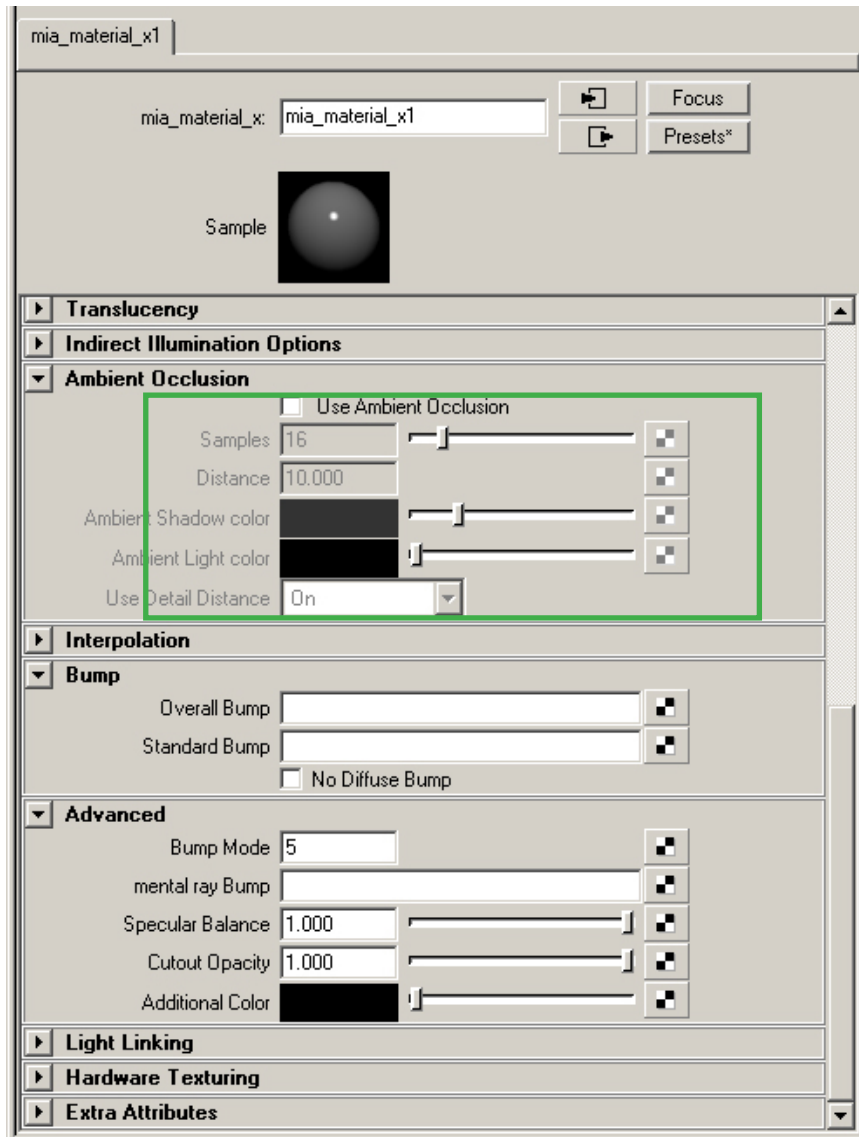 mia_material_x1
mia_material_x: mia_material_x1 Focus
Presets*
Sample
Translucency
Indirect Illumination Options
Ambient Occlusion
Use Ambient Occlusion
Samples 16
Distance 10.000
Ambient Shadow color
Ambient Light color
Use Detail Distance On
Interpolation
Bump
Overall Bump
Standard Bump
No Diffuse Bump
Advanced
Bump Mode 5
mental ray Bump
Specular Balance 1.000
Cutout Opacity 1.000
Additional Color
Light Linking
Hardware Texturing
Extra Attributes